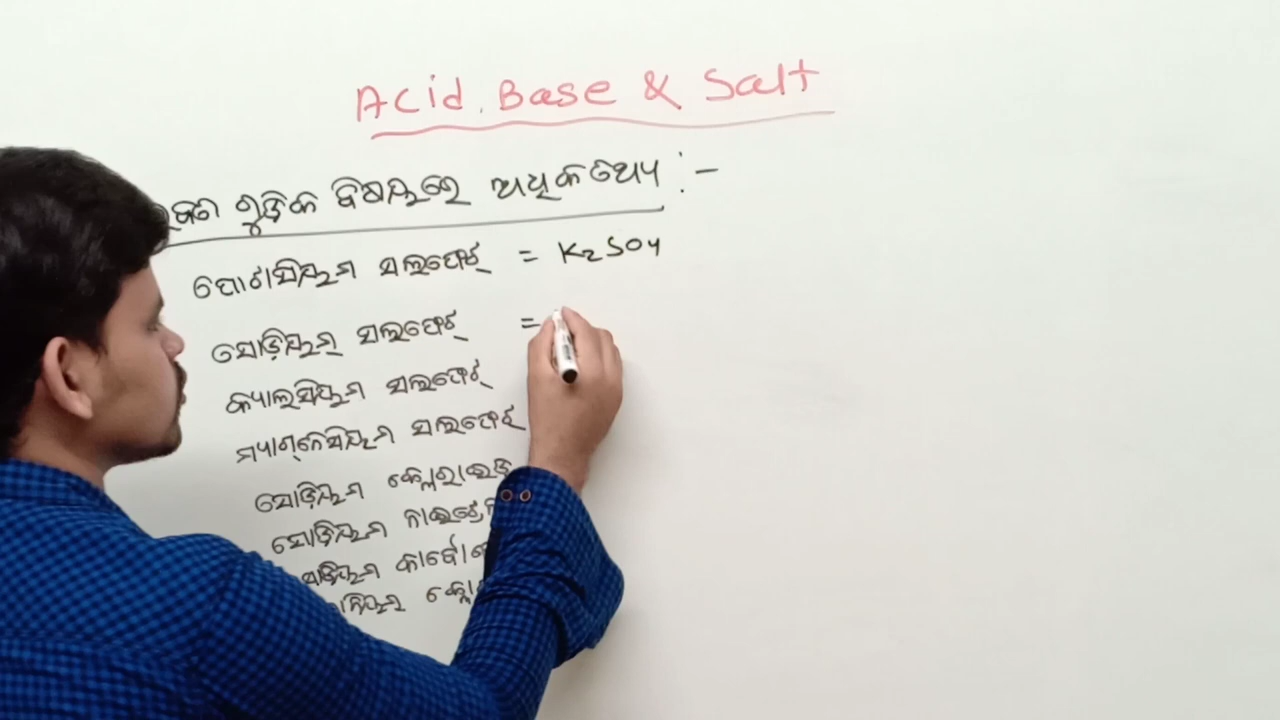 Acid. Base & Salt
ଗୁଡ଼ିକ ବିଷୟରେ ଅଧିକ ତଥ୍ୟ :-
ପୋଟାସିୟମ ସଲଫେଟ୍ = K2SO4
ସୋଡ଼ିୟମ୍ ସଲଫେଟ୍ =
କ୍ୟାଲସିୟମ ସଲଫେଟ୍
ମ୍ୟାଗ୍ନେସିୟମ ସଲଫେଟ୍
ସୋଡ଼ିୟମ କ୍ଲୋରାଇଡ଼
ସୋଡ଼ିୟମ